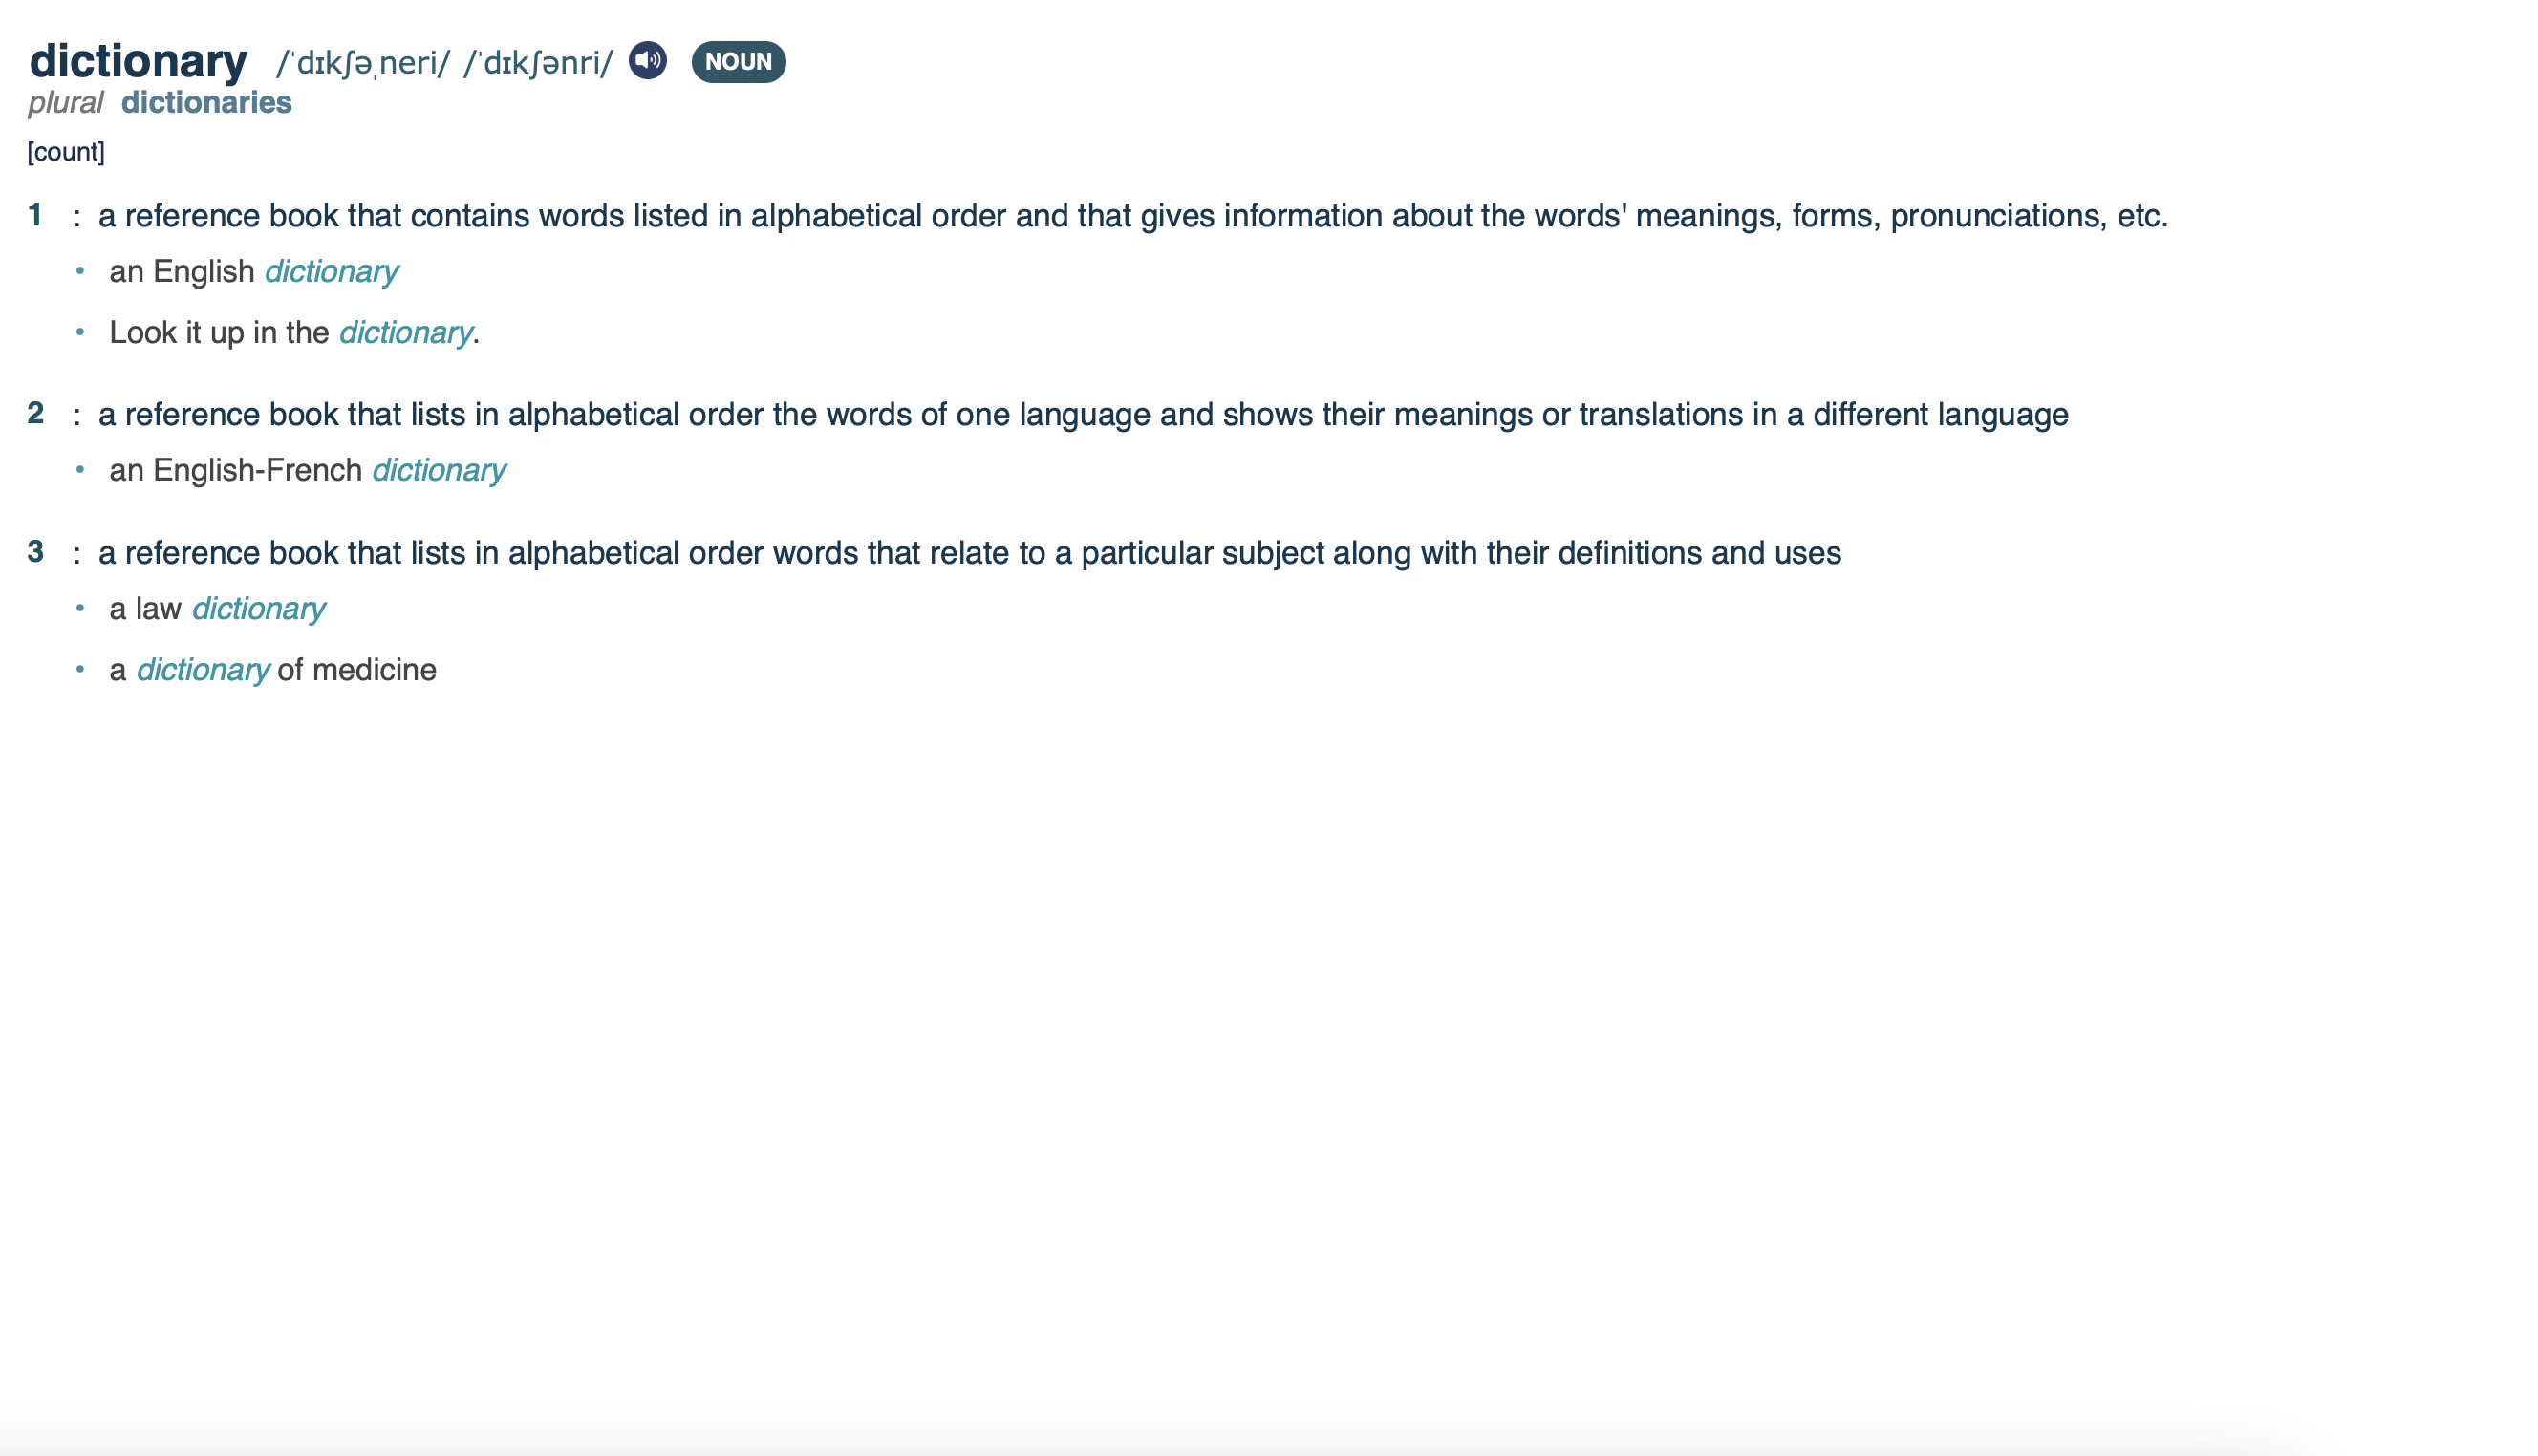 dictionary /ˈdɪkʃəˌneri/ /ˈdɪkʃənri/ NOUN
plural dictionaries
[count]
1 : a reference book that contains words listed in alphabetical order and that gives information about the words' meanings, forms, pronunciations, etc.
• an English dictionary
• Look it up in the dictionary.
2 : a reference book that lists in alphabetical order the words of one language and shows their meanings or translations in a different language
• an English-French dictionary
3 : a reference book that lists in alphabetical order words that relate to a particular subject along with their definitions and uses
• a law dictionary
• a dictionary of medicine